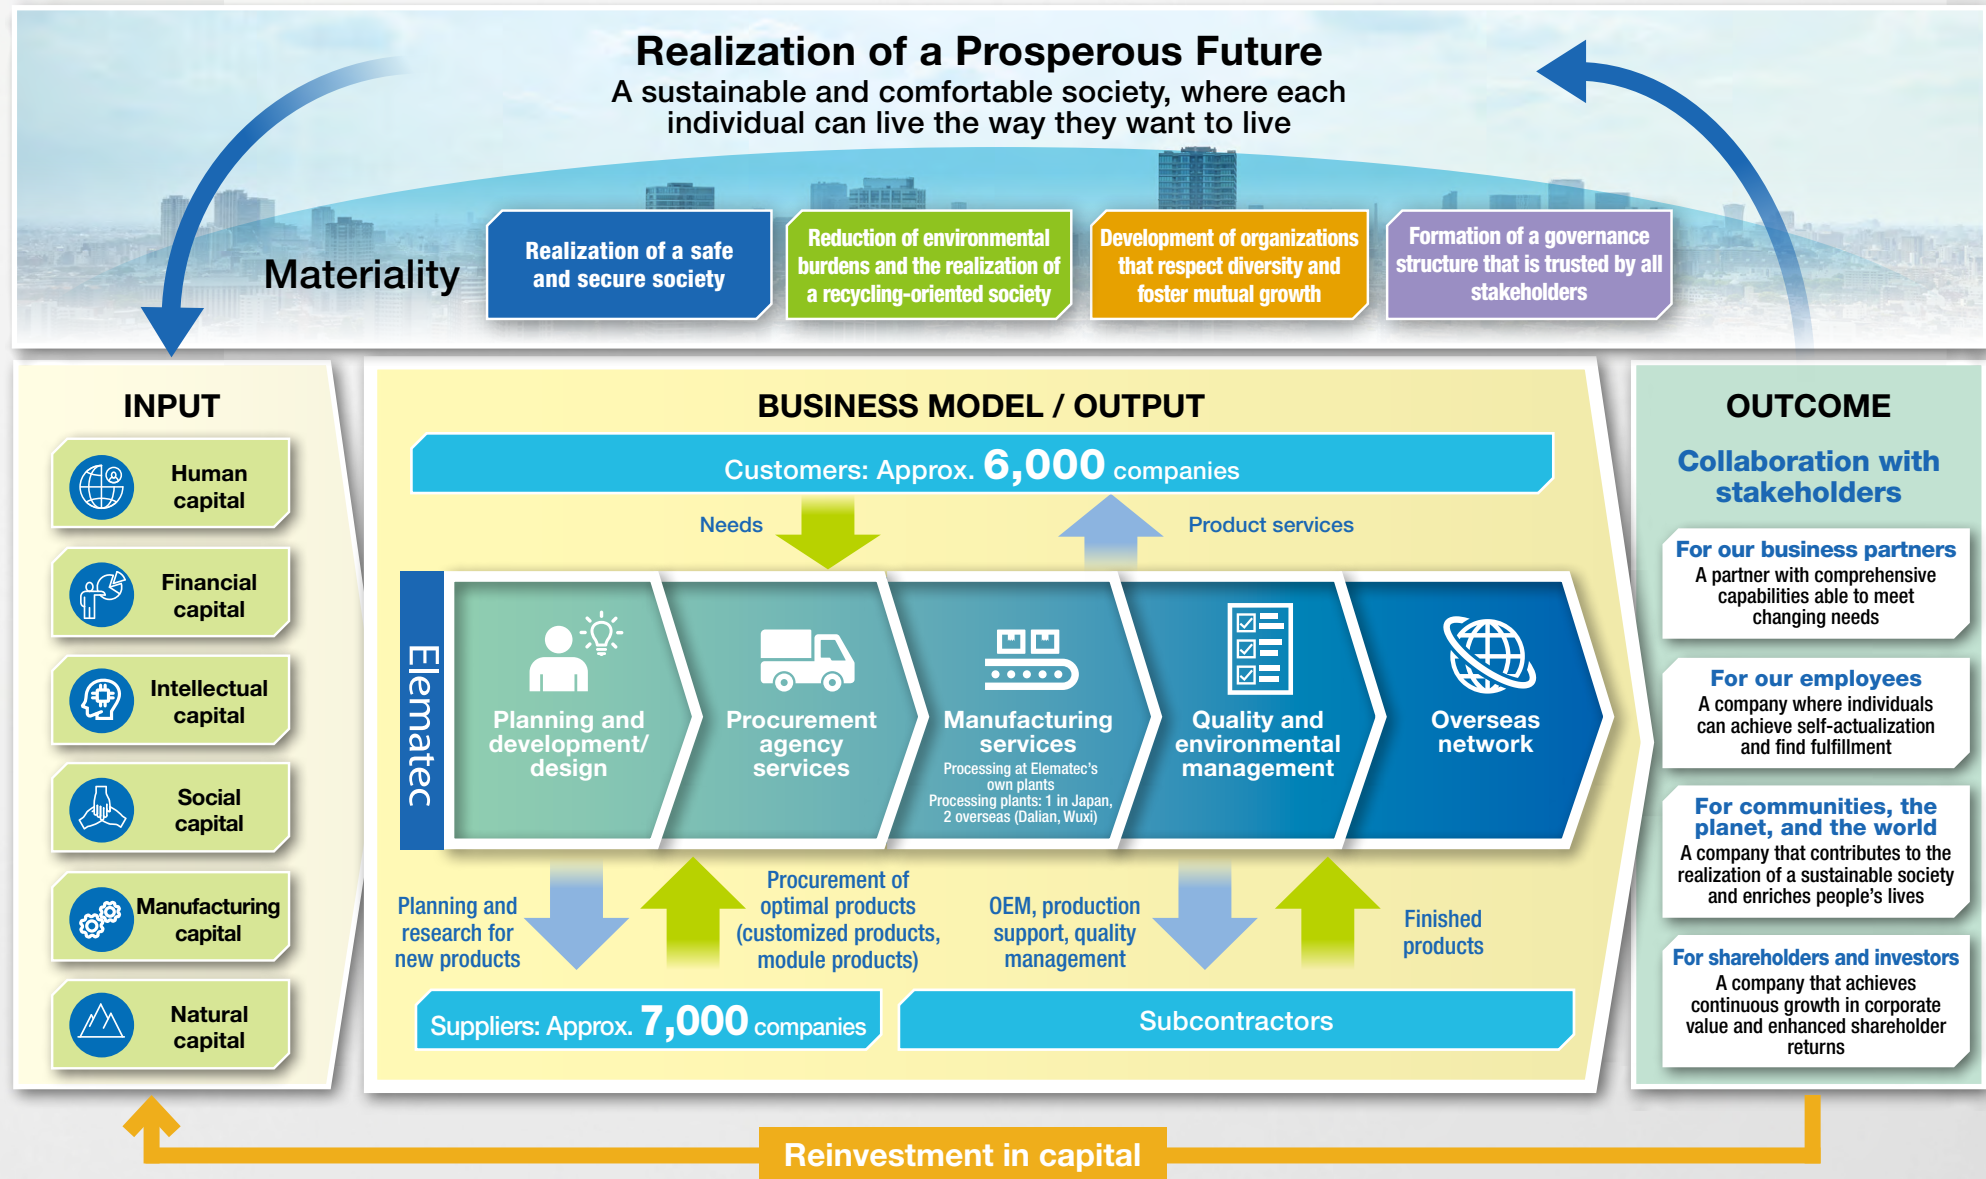 Realization of a Prosperous Future
A sustainable and comfortable society, where each
individual can live the way they want to live
Materiality
Realization of a safe
and secure society
Reduction of environmental
burdens and the realization of
a recycling-oriented society
Development of organizations
that respect diversity and
foster mutual growth
Formation of a governance
structure that is trusted by all
stakeholders
INPUT
Human
capital
Financial
capital
Intellectual
capital
Social
capital
Manufacturing
capital
Natural
capital
BUSINESS MODEL / OUTPUT
Customers: Approx. 6,000 companies
Needs
Product services
Elematec
Planning and
development/
design
Procurement
agency
services
Manufacturing
services
Processing at Elematec's
own plants
Processing plants: 1 in Japan,
2 overseas (Dalian, Wuxi)
Quality and
environmental
management
Overseas
network
Planning and
research for
new products
Procurement of
optimal products
(customized products,
module products)
OEM, production
support, quality
management
Finished
products
Suppliers: Approx. 7,000 companies
Subcontractors
OUTCOME
Collaboration with
stakeholders
For our business partners
A partner with comprehensive
capabilities able to meet
changing needs
For our employees
A company where individuals
can achieve self-actualization
and find fulfillment
For communities, the
planet, and the world
A company that contributes to the
realization of a sustainable society
and enriches people's lives
For shareholders and investors
A company that achieves
continuous growth in corporate
value and enhanced shareholder
returns
Reinvestment in capital